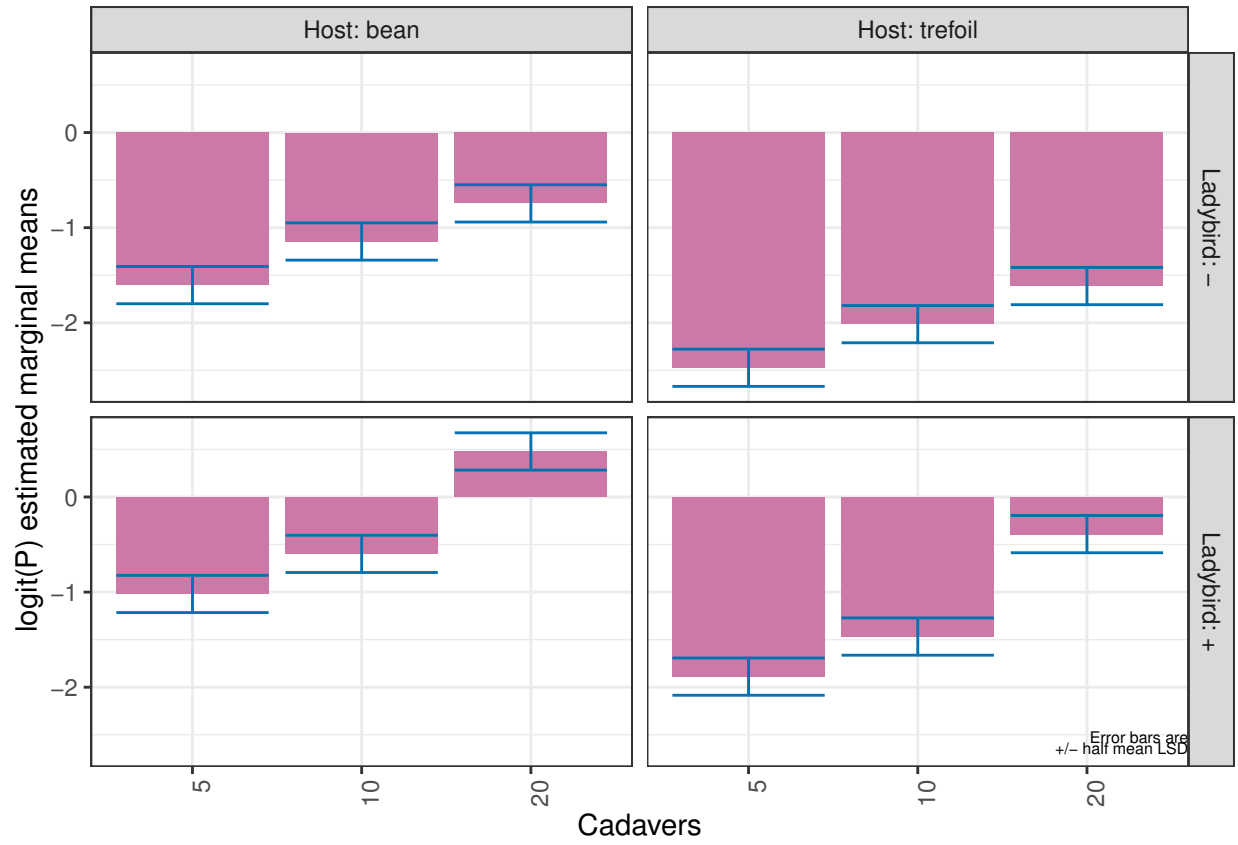 Host: bean
Host: trefoil
logit(P) estimated marginal means
0
−1
−2
Ladybird: −
0
−1
−2
Ladybird: +
Error bars are
+/− half mean LSD
5
10
20
5
10
20
Cadavers